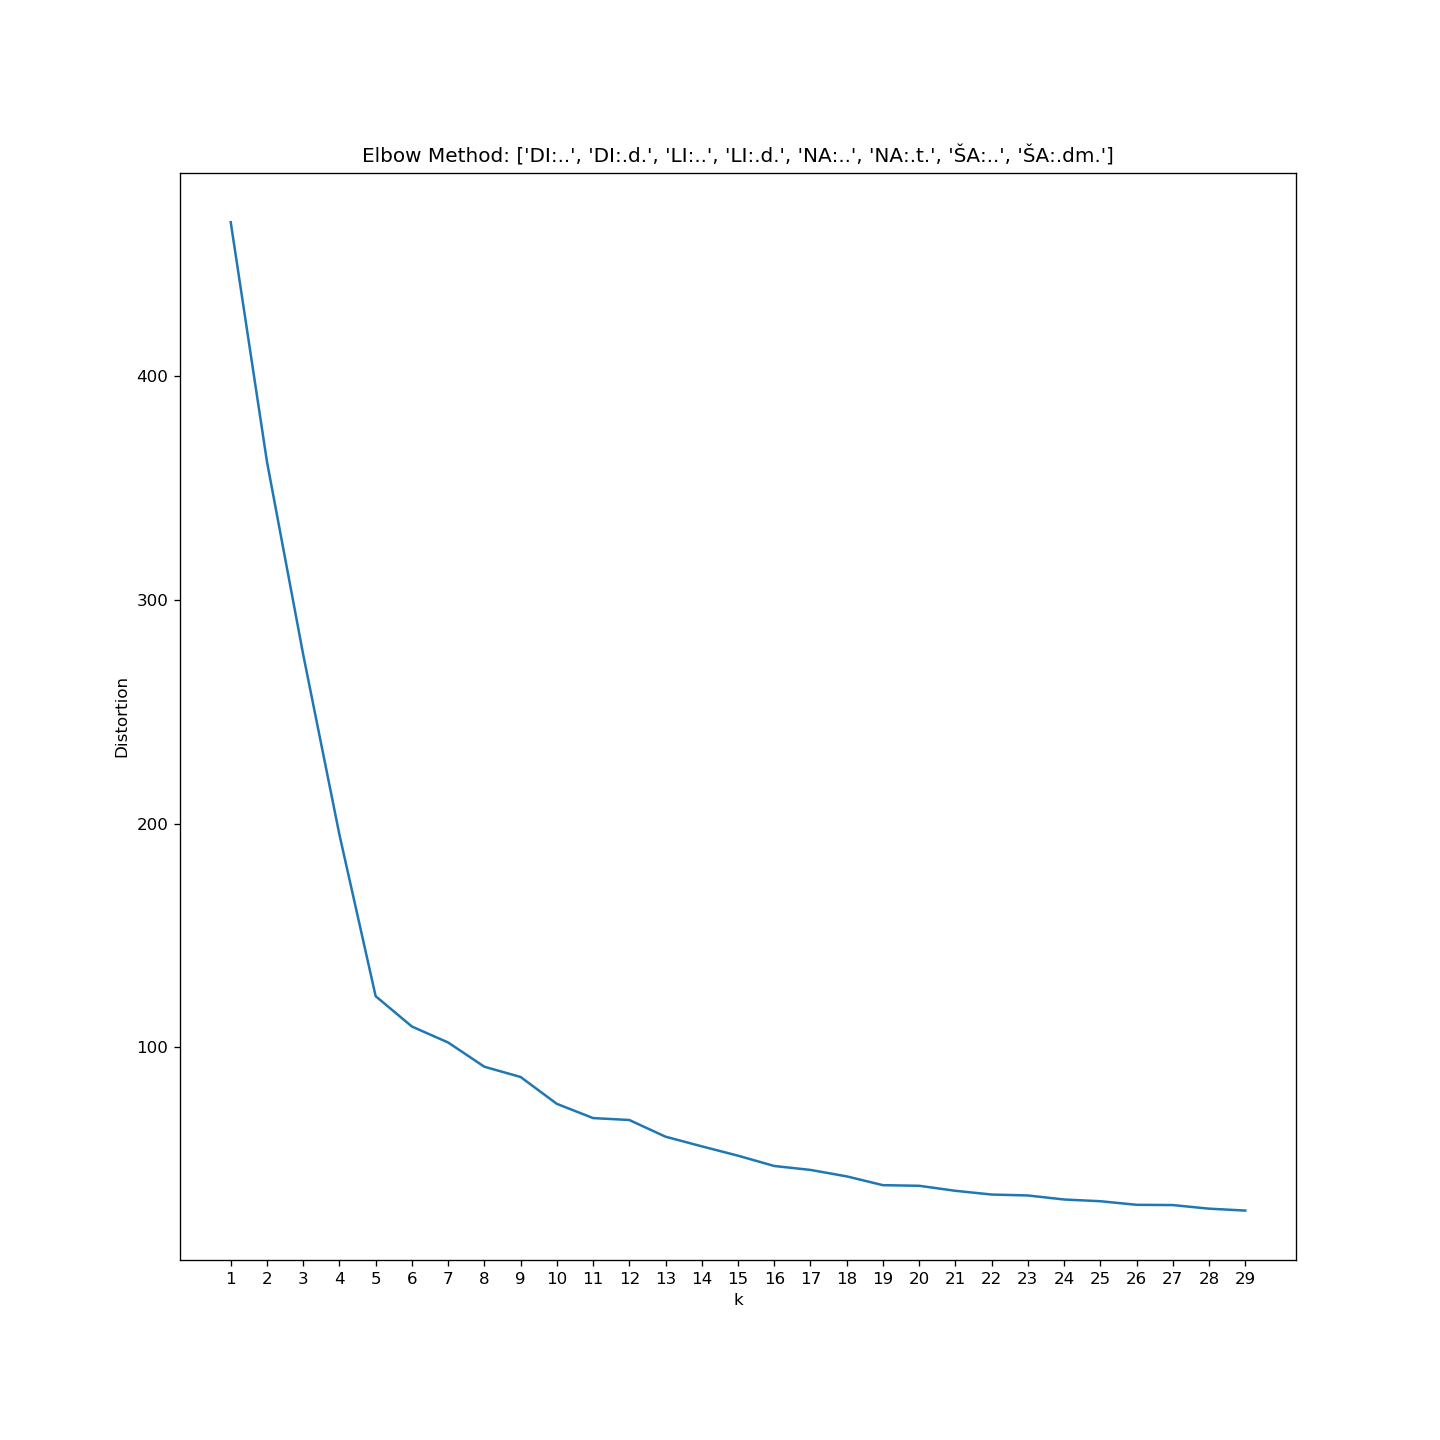 Elbow Method: ['DI:..', 'DI:.d.', 'LI:..', 'LI:.d.', 'NA:..', 'NA:.t.', 'ŠA:..', 'ŠA:.dm.']
400
300
200
100
Distortion
1 2 3 4 5 6 7 8 9 10 11 12 13 14 15 16 17 18 19 20 21 22 23 24 25 26 27 28 29
k